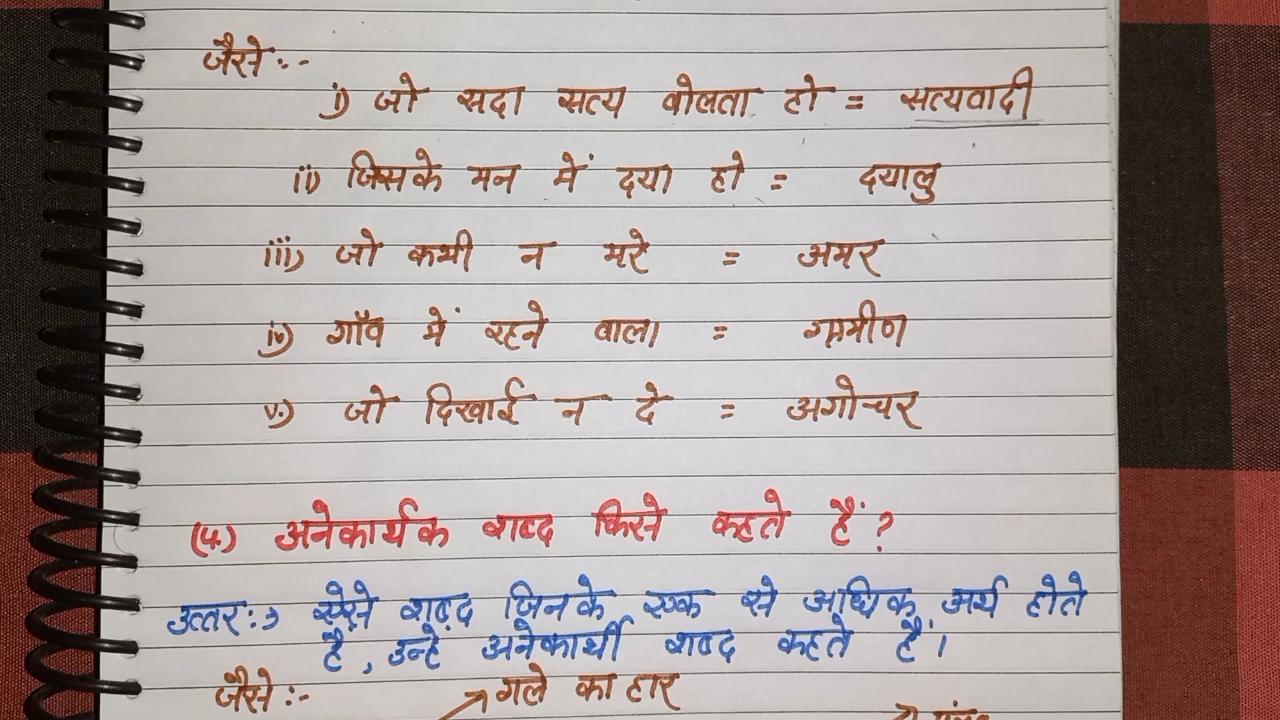 जैसे:-
i) जो सदा सत्य बोलता हो = सत्यवादी
ii) जिसके मन में दया हो = दयालु
iii) जो कभी न मरे = अमर
iv) गाँव में रहने वाला = ग्रामीण
v) जो दिखाई न दे = अगोचर
(5.) अनेकार्थक शब्द किसे कहते हैं ?
उत्तर:→ ऐसे शब्द जिनके एक से अधिक अर्थ होते
है, उन्हे अनेकार्थी शब्द कहते हैं।
जैसे:- → गले का हार